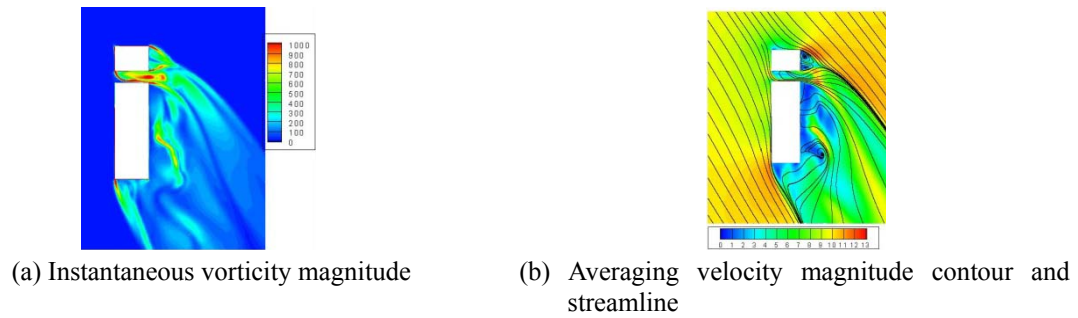 1000
900
800
700
600
500
400
300
200
100
0
0 1 2 3 4 5 6 7 8 9 10 11 12 13
(a) Instantaneous vorticity magnitude
(b) Averaging velocity magnitude contour and
streamline